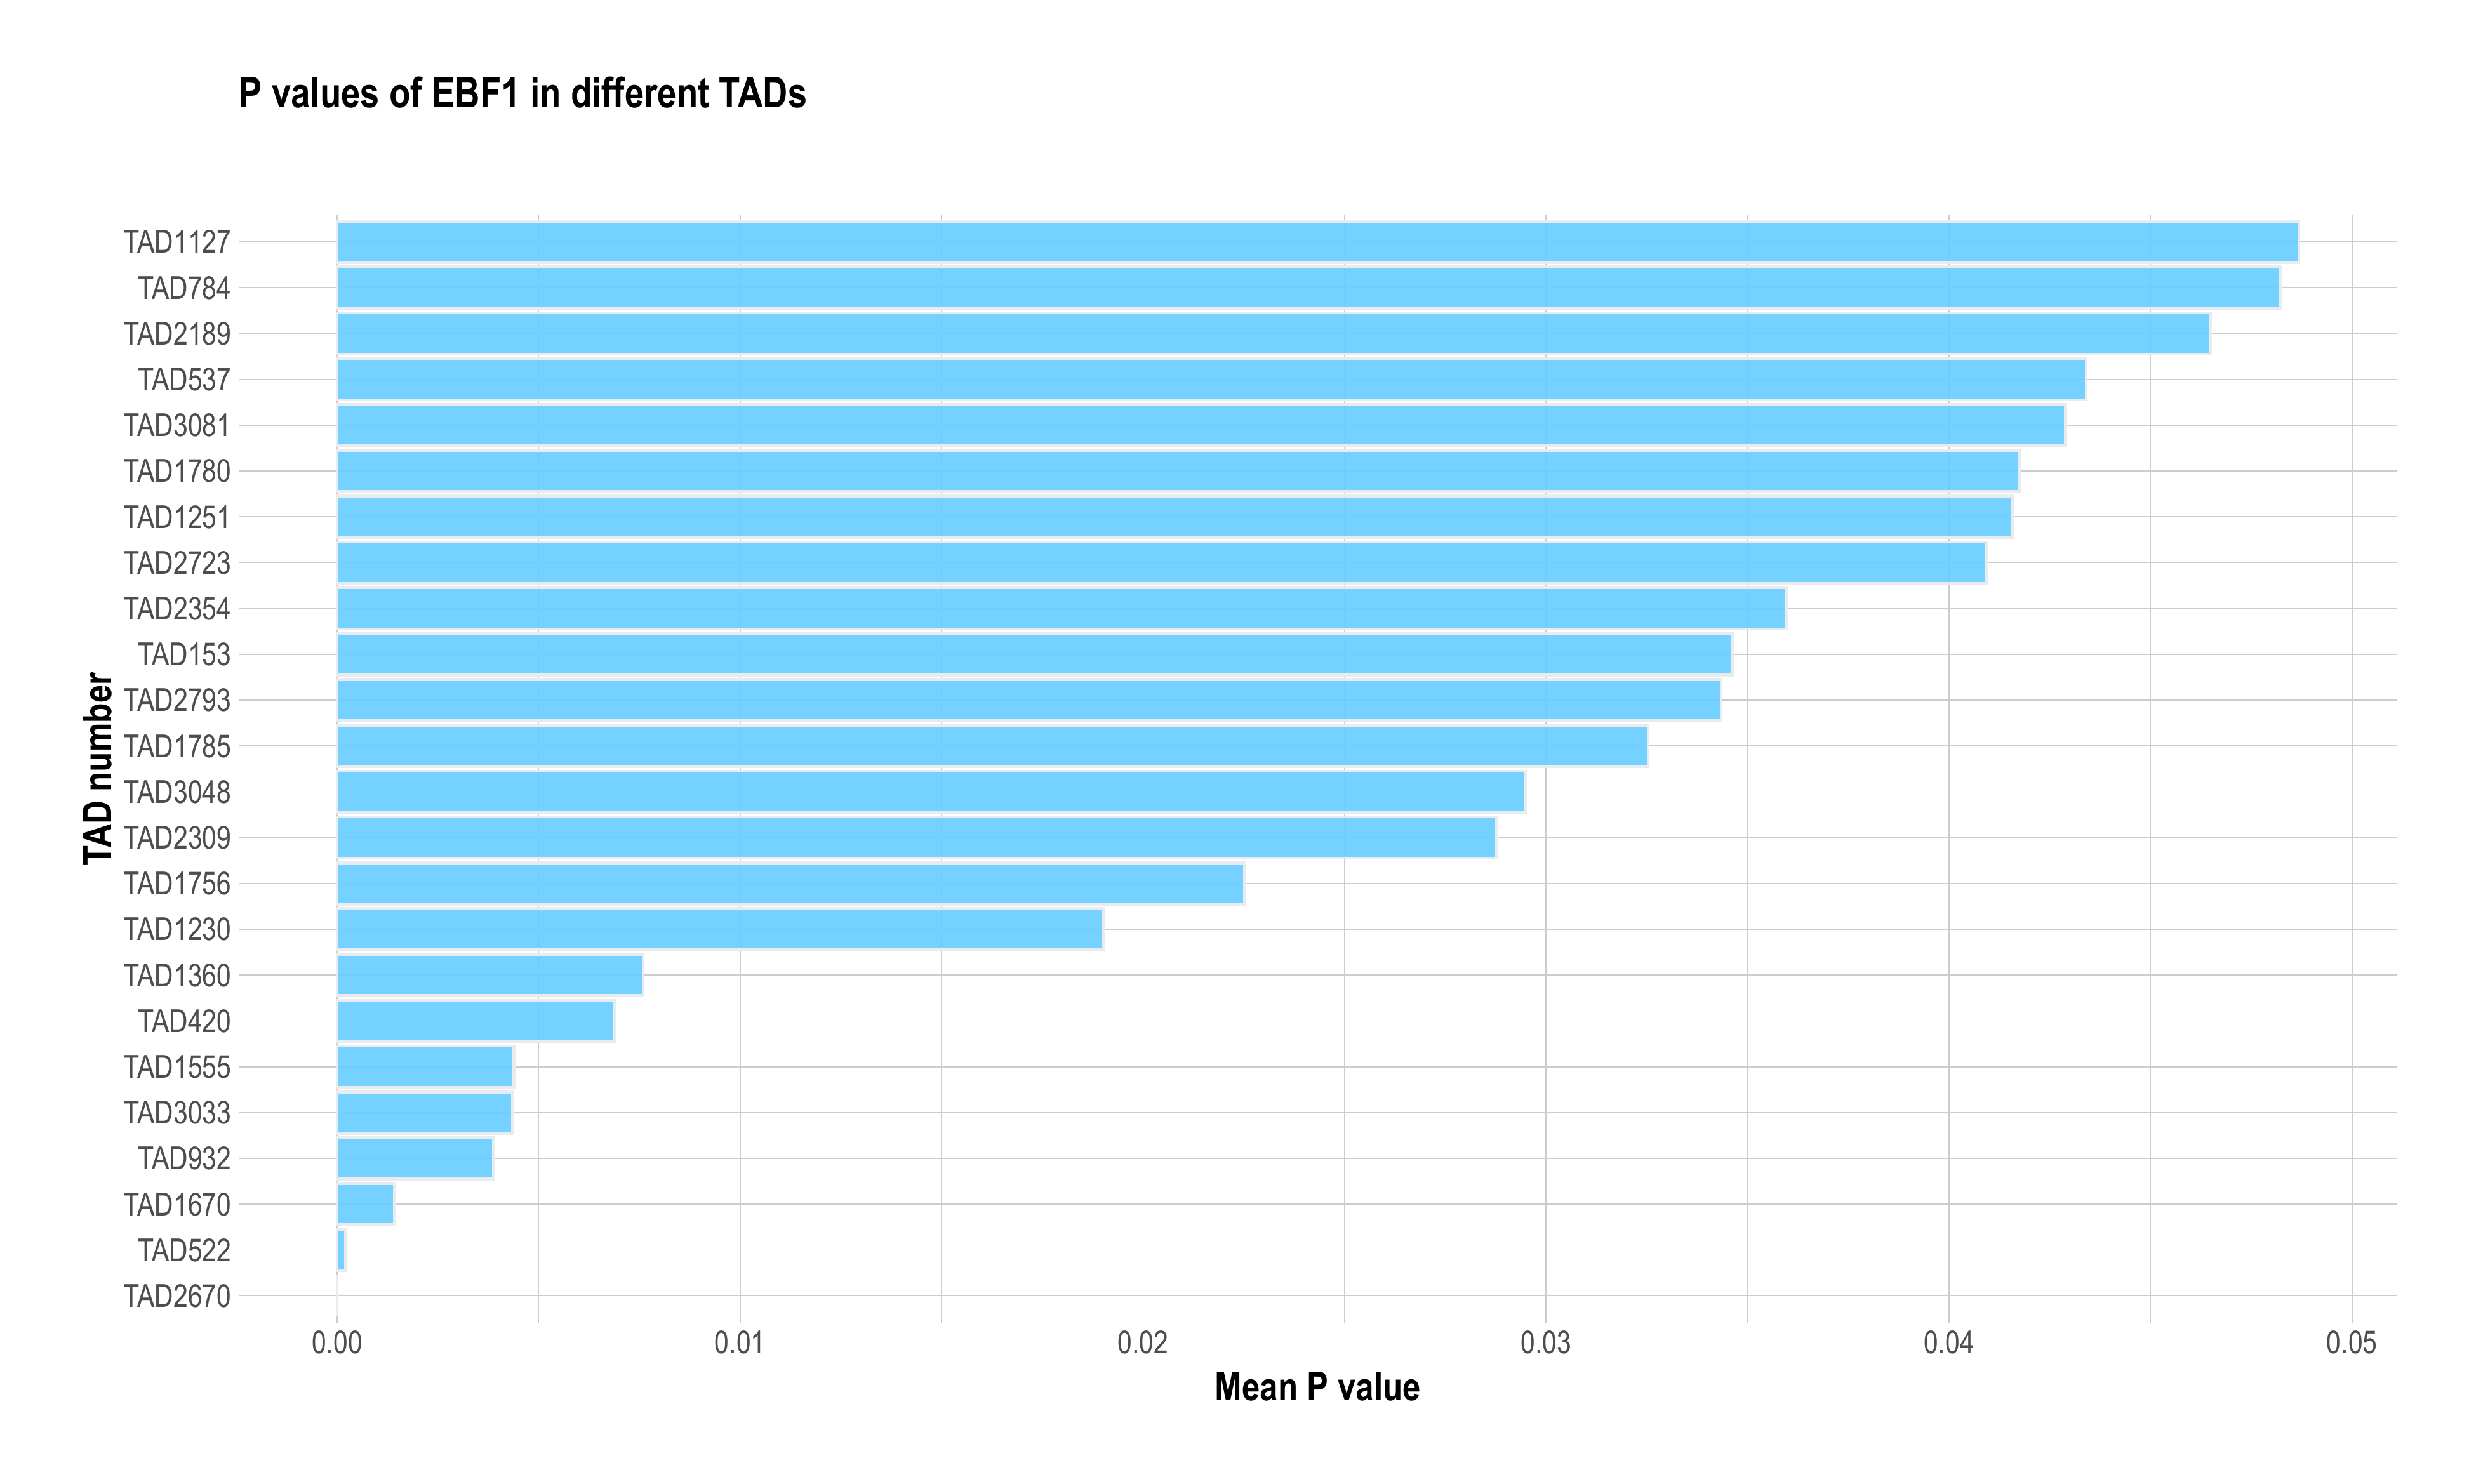 P values of EBF1 in different TADs
TAD number
TAD1127
TAD784
TAD2189
TAD537
TAD3081
TAD1780
TAD1251
TAD2723
TAD2354
TAD153
TAD2793
TAD1785
TAD3048
TAD2309
TAD1756
TAD1230
TAD1360
TAD420
TAD1555
TAD3033
TAD932
TAD1670
TAD522
TAD2670
0.00 0.01 0.02 0.03 0.04 0.05
Mean P value